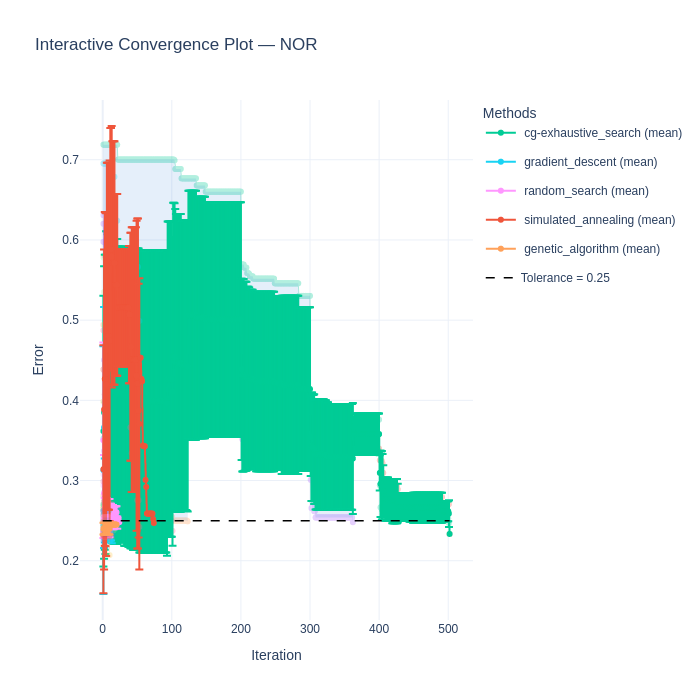 Interactive Convergence Plot — NOR
Methods
cg-exhaustive_search (mean)
gradient_descent (mean)
random_search (mean)
simulated_annealing (mean)
genetic_algorithm (mean)
Tolerance = 0.25
Error
0.7
0.6
0.5
0.4
0.3
0.2
0
100
200
300
400
500
Iteration